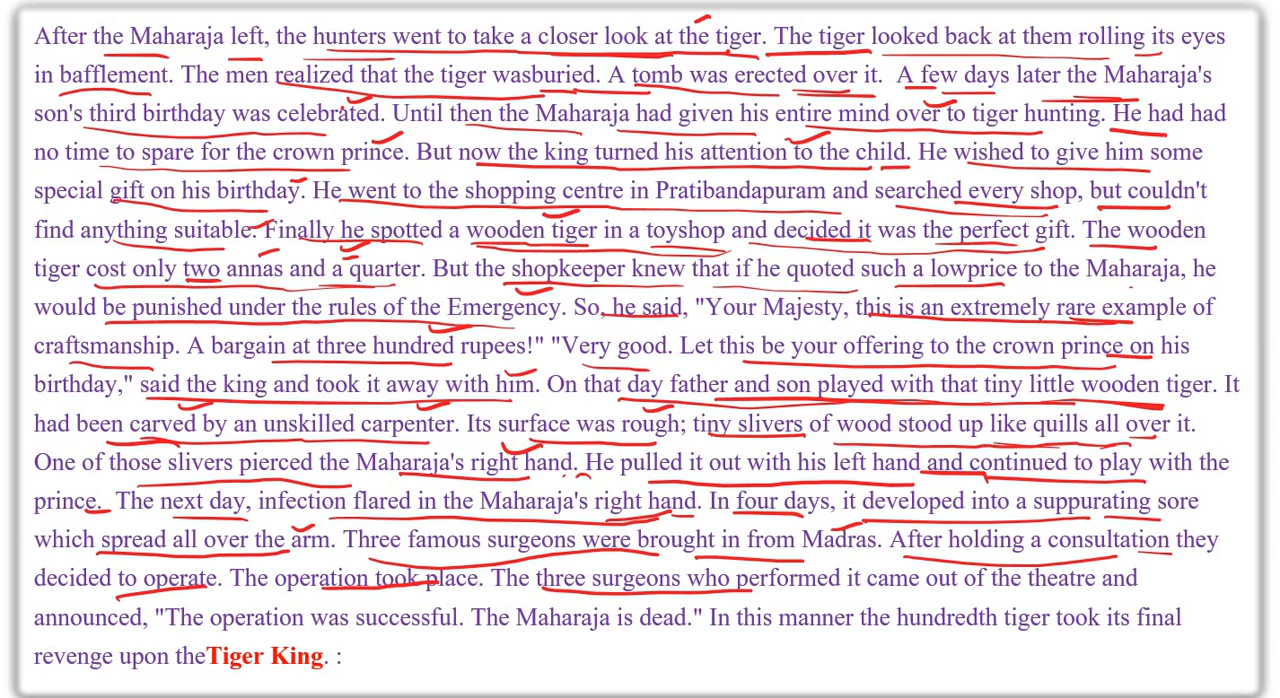 After the Maharaja left, the hunters went to take a closer look at the tiger. The tiger looked back at them rolling its eyes
in bafflement. The men realized that the tiger wasburied. A tomb was erected over it. A few days later the Maharaja's
son's third birthday was celebrated. Until then the Maharaja had given his entire mind over to tiger hunting. He had had
no time to spare for the crown prince. But now the king turned his attention to the child. He wished to give him some
special gift on his birthday. He went to the shopping centre in Pratibandapuram and searched every shop, but couldn't
find anything suitable. Finally he spotted a wooden tiger in a toyshop and decided it was the perfect gift. The wooden
tiger cost only two annas and a quarter. But the shopkeeper knew that if he quoted such a lowprice to the Maharaja, he
would be punished under the rules of the Emergency. So, he said, "Your Majesty, this is an extremely rare example of
craftsmanship. A bargain at three hundred rupees!" "Very good. Let this be your offering to the crown prince on his
birthday," said the king and took it away with him. On that day father and son played with that tiny little wooden tiger. It
had been carved by an unskilled carpenter. Its surface was rough; tiny slivers of wood stood up like quills all over it.
One of those slivers pierced the Maharaja's right hand. He pulled it out with his left hand and continued to play with the
prince. The next day, infection flared in the Maharaja's right hand. In four days, it developed into a suppurating sore
which spread all over the arm. Three famous surgeons were brought in from Madras. After holding a consultation they
decided to operate. The operation took place. The three surgeons who performed it came out of the theatre and
announced, "The operation was successful. The Maharaja is dead." In this manner the hundredth tiger took its final
revenge upon theTiger King. :